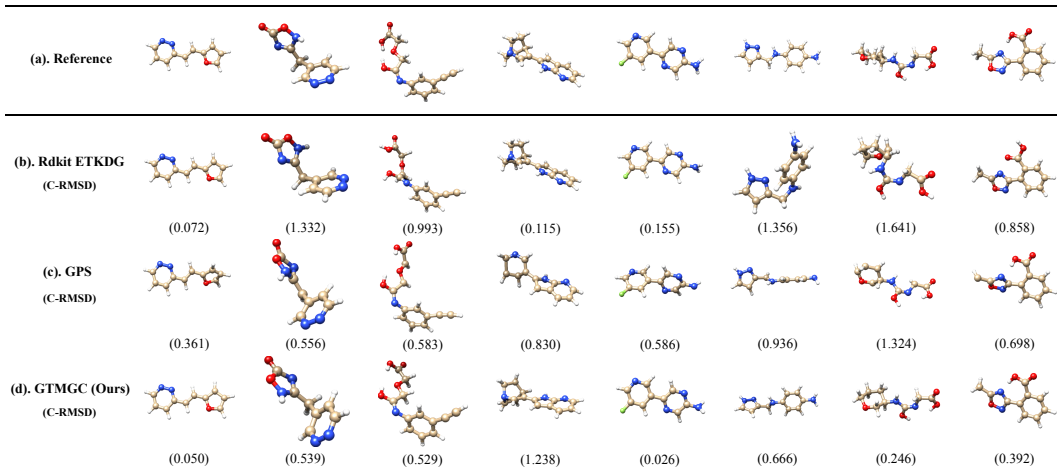 (a). Reference
(b). Rdkit ETKDG
(C-RMSD)
(0.072) (1.332) (0.993) (0.115) (0.155) (1.356) (1.641) (0.858)
(c). GPS
(C-RMSD)
(0.361) (0.556) (0.583) (0.830) (0.586) (0.936) (1.324) (0.698)
(d). GTMGC (Ours)
(C-RMSD)
(0.050) (0.539) (0.529) (1.238) (0.026) (0.666) (0.246) (0.392)